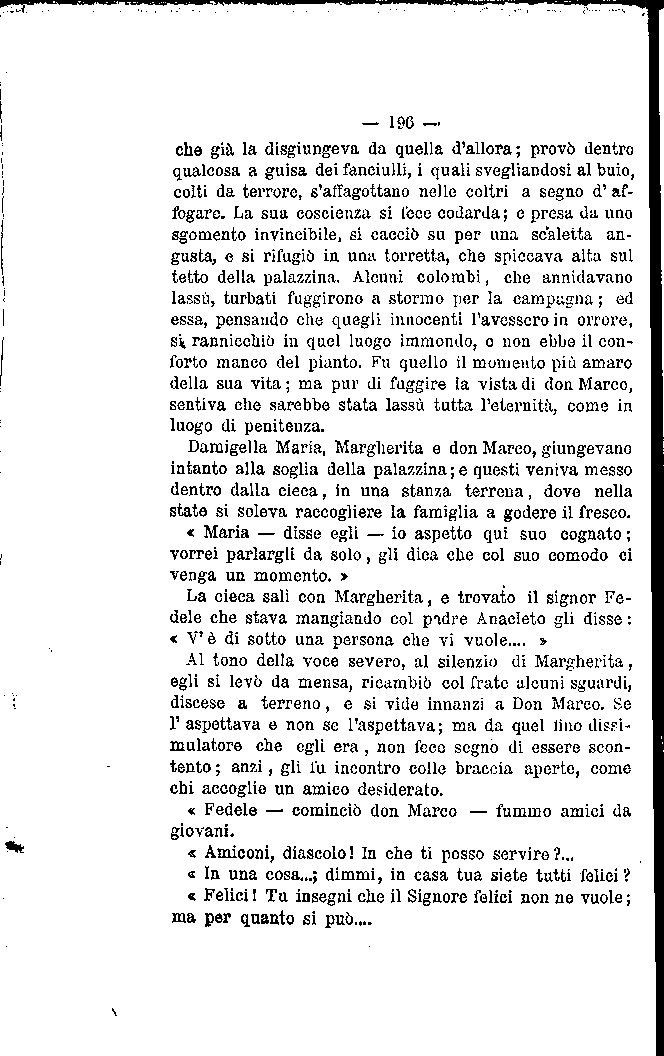 — 196 —
che già la disgiungeva da quella d'allora; provò dentro
qualcosa a guisa dei fanciulli, i quali svegliandosi al buio,
colti da terrore, s'affagottano nelle coltri a segno d'af-
fogare. La sua coscienza si fece codarda; e presa da uno
sgomento invincibile, si cacciò su per una scaletta an-
gusta, e si rifugiò in una torretta, che spiccava alta sul
tetto della palazzina. Alcuni colombi, che annidavano
lassù, turbati fuggirono a stormo per la campagna; ed
essa, pensando che quegli innocenti l'avessero in orrore,
si rannicchiò in quel luogo immondo, e non ebbe il con-
forto manco del pianto. Fu quello il momento più amaro
della sua vita; ma pur di fuggire la vista di don Marco,
sentiva che sarebbe stata lassù tutta l'eternità, come in
luogo di penitenza.
Damigella Maria, Margherita e don Marco, giungevano
intanto alla soglia della palazzina; e questi veniva messo
dentro dalla cieca, in una stanza terrena, dove nella
state si soleva raccogliere la famiglia a godere il fresco.
« Maria — disse egli — io aspetto qui suo cognato;
vorrei parlargli da solo, gli dica che col suo comodo ci
venga un momento. »
La cieca salì con Margherita, e trovato il signor Fe-
dele che stava mangiando col padre Anacleto gli disse:
« V'è di sotto una persona che vi vuole.... »
Al tono della voce severo, al silenzio di Margherita,
egli si levò da mensa, ricambiò col frate alcuni sguardi,
discese a terreno, e si vide innanzi a Don Marco. Se
l'aspettava e non se l'aspettava; ma da quel fino dissi-
mulatore che egli era, non fece segno di essere scon-
tento; anzi, gli fu incontro colle braccia aperte, come
chi accoglie un amico desiderato.
« Fedele — cominciò don Marco — fummo amici da
giovani.
« Amiconi, diascolo! In che ti posso servire?...
« In una cosa...; dimmi, in casa tua siete tutti felici?
« Felici! Tu insegni che il Signore felici non ne vuole;
ma per quanto si può....